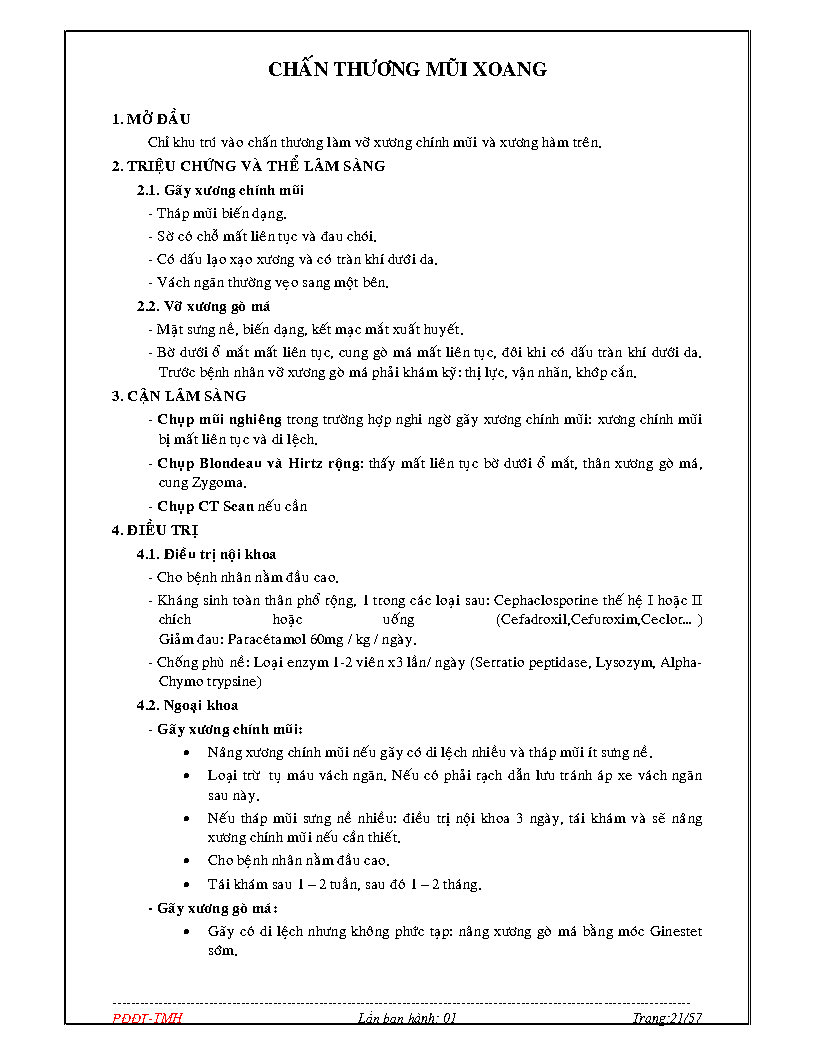 CHẤN THƯƠNG MŨI XOANG
1. MỞ ĐẦU
Chỉ khu trú vào chấn thương làm vỡ xương chính mũi và xương hàm trên.
2. TRIỆU CHỨNG VÀ THỂ LÂM SÀNG
2.1. Gãy xương chính mũi
- Tháp mũi biến dạng.
- Sờ có chỗ mất liên tục và đau chói.
- Có dấu lạo xạo xương và có tràn khí dưới da.
- Vách ngăn thường vẹo sang một bên.
2.2. Vỡ xương gò má
- Mặt sưng nề, biến dạng, kết mạc mắt xuất huyết.
- Bờ dưới ổ mắt mất liên tục, cung gò má mất liên tục, đôi khi có dấu tràn khí dưới da.
Trước bệnh nhân vỡ xương gò má phải khám kỹ: thị lực, vận nhãn, khớp cắn.
3. CẬN LÂM SÀNG
- Chụp mũi nghiêng trong trường hợp nghi ngờ gãy xương chính mũi: xương chính mũi
bị mất liên tục và di lệch.
- Chụp Blondeau và Hirtz rộng: thấy mất liên tục bờ dưới ổ mắt, thân xương gò má,
cung Zygoma.
- Chụp CT Scan nếu cần
4. ĐIỀU TRỊ
4.1. Điều trị nội khoa
- Cho bệnh nhân nằm đầu cao.
- Kháng sinh toàn thân phổ rộng, 1 trong các loại sau: Cephaclosporine thế hệ I hoặc II
chích hoặc uống (Cefadroxil,Cefuroxim,Ceclor... )
Giảm đau: Paracétamol 60mg / kg / ngày.
- Chống phù nề: Loại enzym 1-2 viên x3 lần/ ngày (Serratio peptidase, Lysozym, Alpha-
Chymo trypsine)
4.2. Ngoại khoa
- Gãy xương chính mũi:
• Nâng xương chính mũi nếu gãy có di lệch nhiều và tháp mũi ít sưng nề.
• Loại trừ tụ máu vách ngăn. Nếu có phải rạch dẫn lưu tránh áp xe vách ngăn
sau này.
• Nếu tháp mũi sưng nề nhiều: điều trị nội khoa 3 ngày, tái khám và sẽ nâng
xương chính mũi nếu cần thiết.
• Cho bệnh nhân nằm đầu cao.
• Tái khám sau 1 – 2 tuần, sau đó 1 – 2 tháng.
- Gãy xương gò má:
• Gãy có di lệch nhưng không phức tạp: nâng xương gò má bằng móc Ginestet
sớm.
PĐĐT-TMH Lần ban hành: 01 Trang:21/57